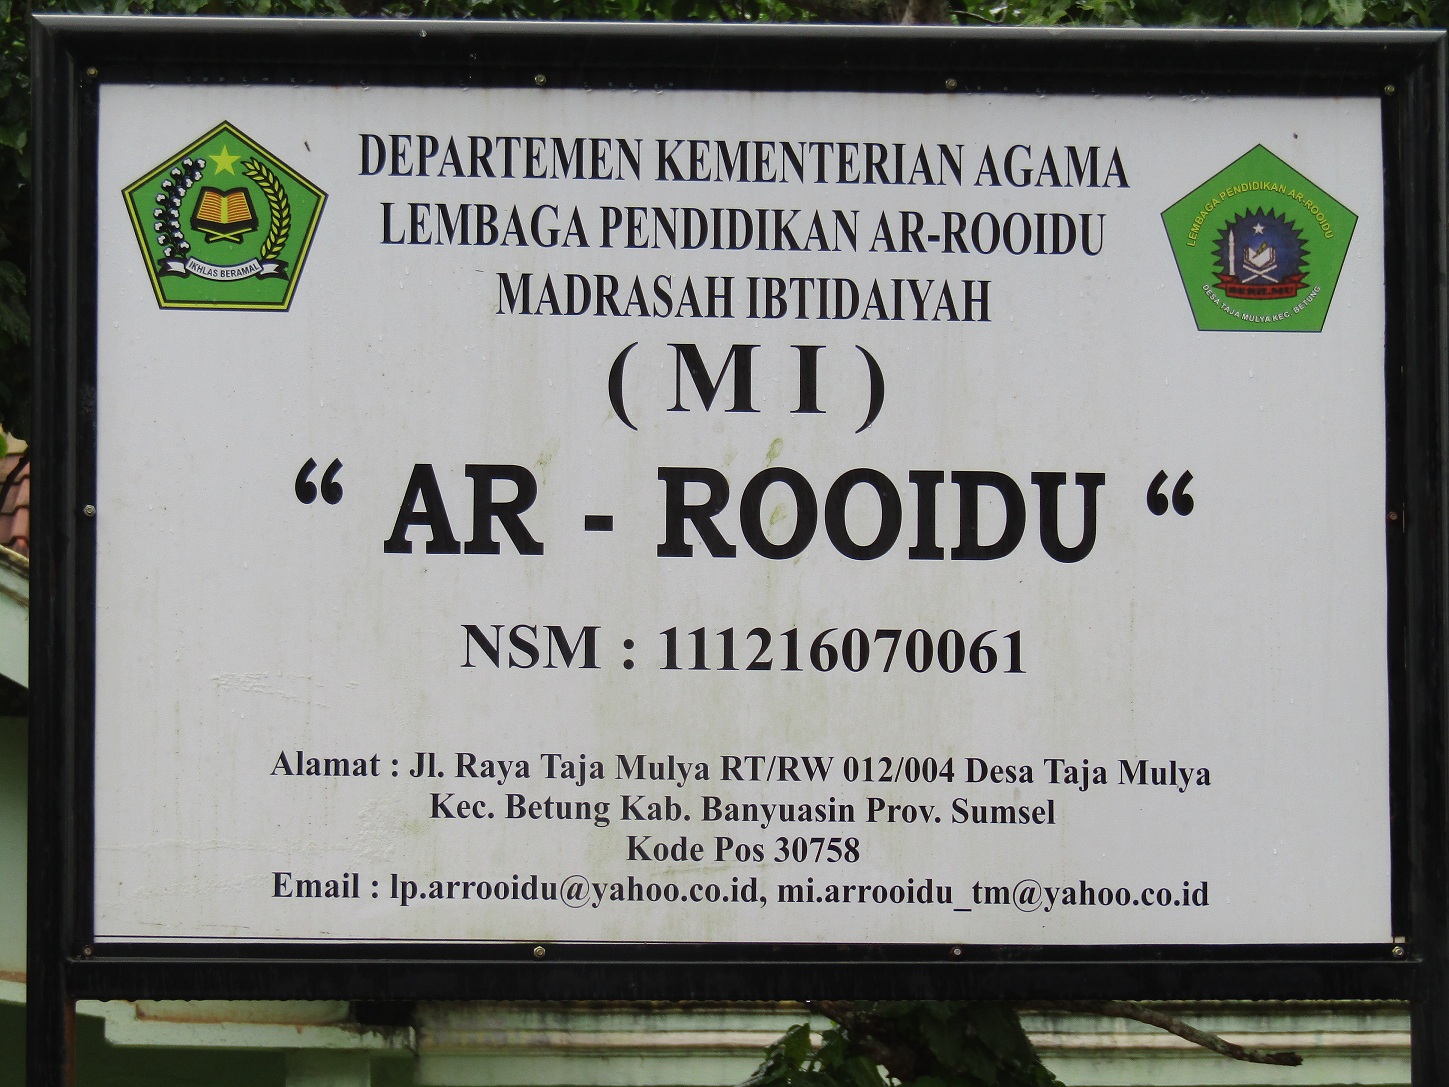 DEPARTEMEN KEMENTERIAN AGAMA
LEMBAGA PENDIDIKAN AR-ROOIDU
MADRASAH IBTIDAIYAH
( M I )
“ AR - ROOIDU “
NSM : 111216070061
Alamat : Jl. Raya Taja Mulya RT/RW 012/004 Desa Taja Mulya
Kec. Betung Kab. Banyuasin Prov. Sumsel
Kode Pos 30758
Email : lp.arrooidu@yahoo.co.id, mi.arrooidu_tm@yahoo.co.id
IKHLAS BERAMAL
LEMBAGA PENDIDIKAN AR-ROOIDU
DESA TAJA MULYA KEC. BETUNG